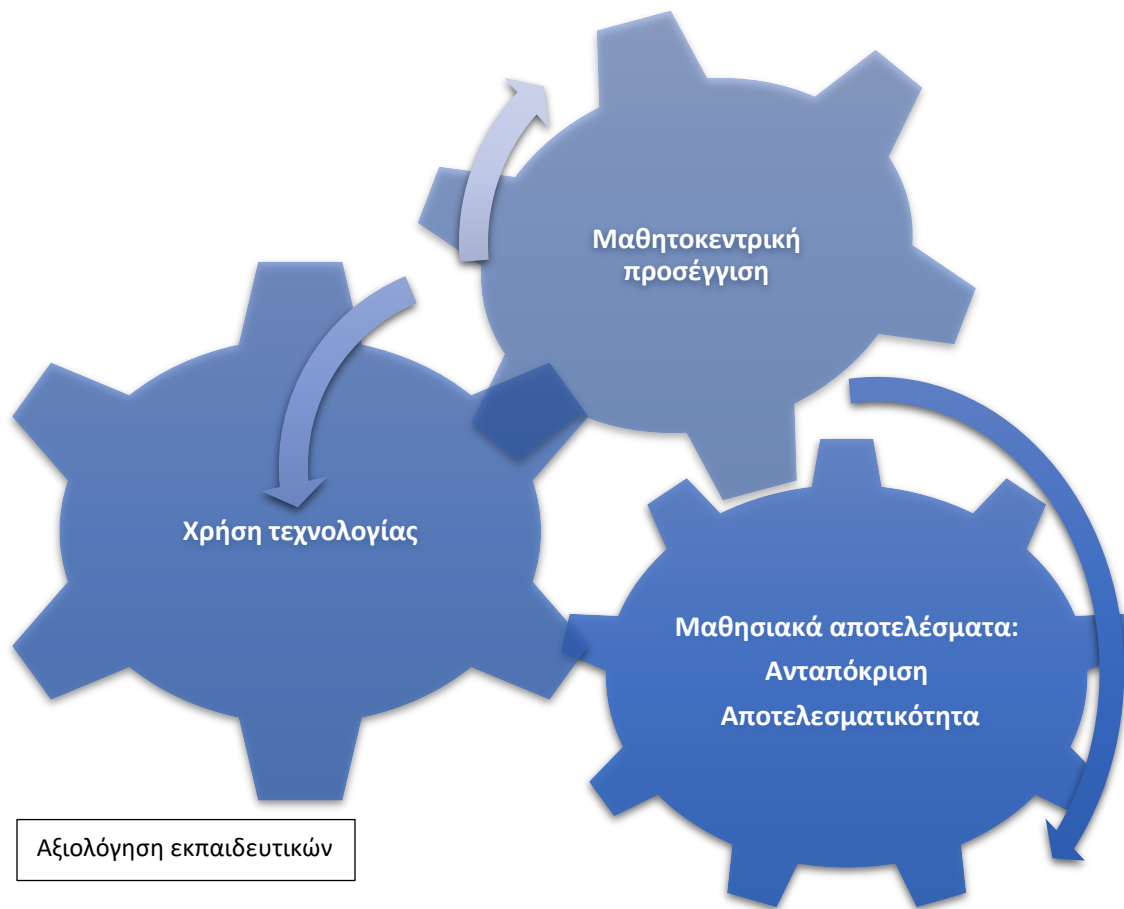 Μαθητοκεντρική
προσέγγιση
Χρήση τεχνολογίας
Μαθησιακά αποτελέσματα:
Ανταπόκριση
Αποτελεσματικότητα
Αξιολόγηση εκπαιδευτικών